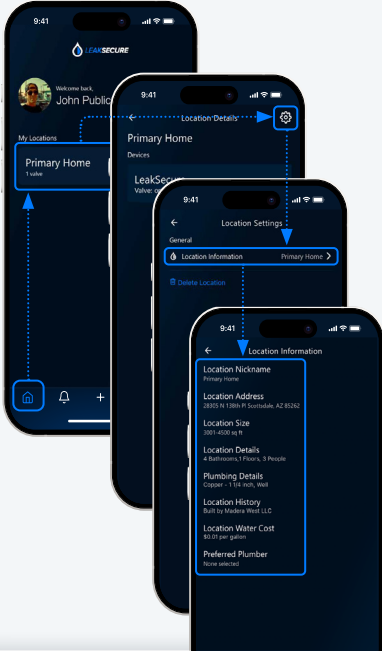 9:41
LEAKSECURE
Welcome back,
John Public
My Locations
Primary Home
1 valve
9:41
Location Details
Primary Home
Devices
LeakSecu
Valve: op
9:41
Location Settings
General
Location Information Primary Home
Delete Location
9:41
Location Information
Location Nickname
Primary Home
Location Address
28305 N 138th Pl Scottsdale, AZ 85262
Location Size
3001-4500 sq ft
Location Details
4 Bathrooms,1 Floors, 3 People
Plumbing Details
Copper - 1 1/4 inch, Well
Location History
Built by Madera West LLC
Location Water Cost
$0.01 per gallon
Preferred Plumber
None selected